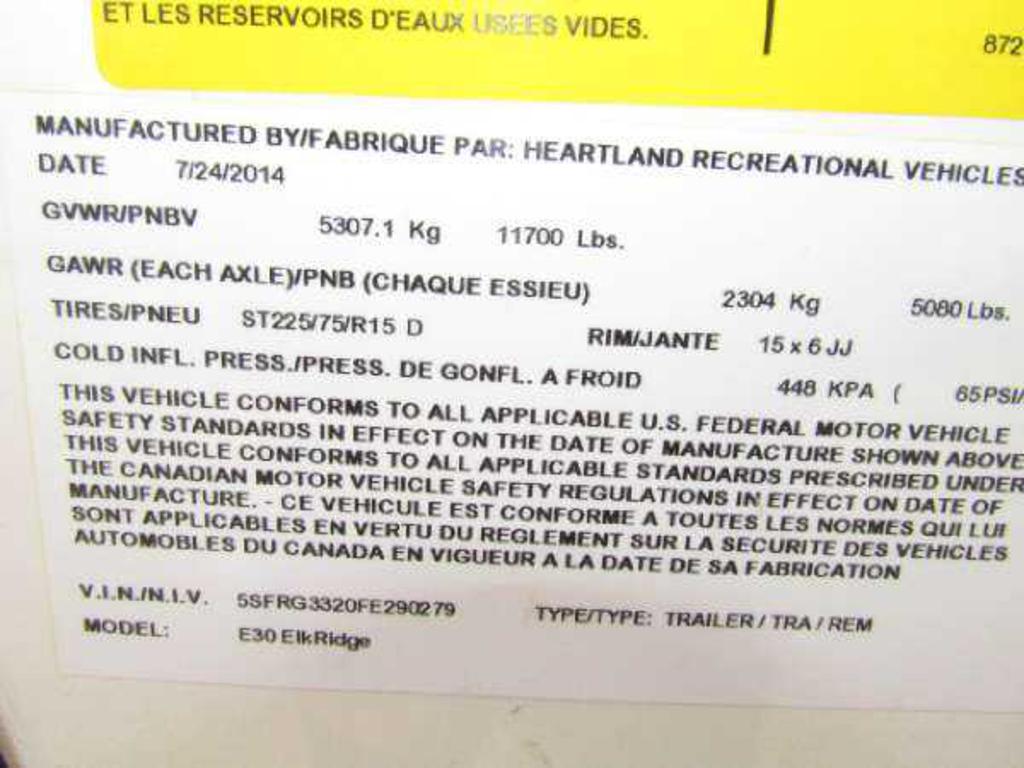 ET LES RESERVOIRS D'EAUX USEES VIDES.
872
MANUFACTURED BY/FABRIQUE PAR: HEARTLAND RECREATIONAL VEHICLES
DATE 7/24/2014
GVWR/PNBV 5307.1 Kg 11700 Lbs.
GAWR (EACH AXLE)/PNB (CHAQUE ESSIEU) 2304 Kg 5080 Lbs.
TIRES/PNEU ST225/75/R15 D RIM/JANTE 15 x 6 JJ
COLD INFL. PRESS./PRESS. DE GONFL. A FROID 448 KPA ( 65PSI/
THIS VEHICLE CONFORMS TO ALL APPLICABLE U.S. FEDERAL MOTOR VEHICLE
SAFETY STANDARDS IN EFFECT ON THE DATE OF MANUFACTURE SHOWN ABOVE
THIS VEHICLE CONFORMS TO ALL APPLICABLE STANDARDS PRESCRIBED UNDER
THE CANADIAN MOTOR VEHICLE SAFETY REGULATIONS IN EFFECT ON DATE OF
MANUFACTURE. - CE VEHICULE EST CONFORME A TOUTES LES NORMES QUI LUI
SONT APPLICABLES EN VERTU DU REGLEMENT SUR LA SECURITE DES VEHICLES
AUTOMOBLES DU CANADA EN VIGUEUR A LA DATE DE SA FABRICATION
V.I.N./N.I.V. 5SFRG3320FE290279 TYPE/TYPE: TRAILER / TRA / REM
MODEL: E30 ElkRidge